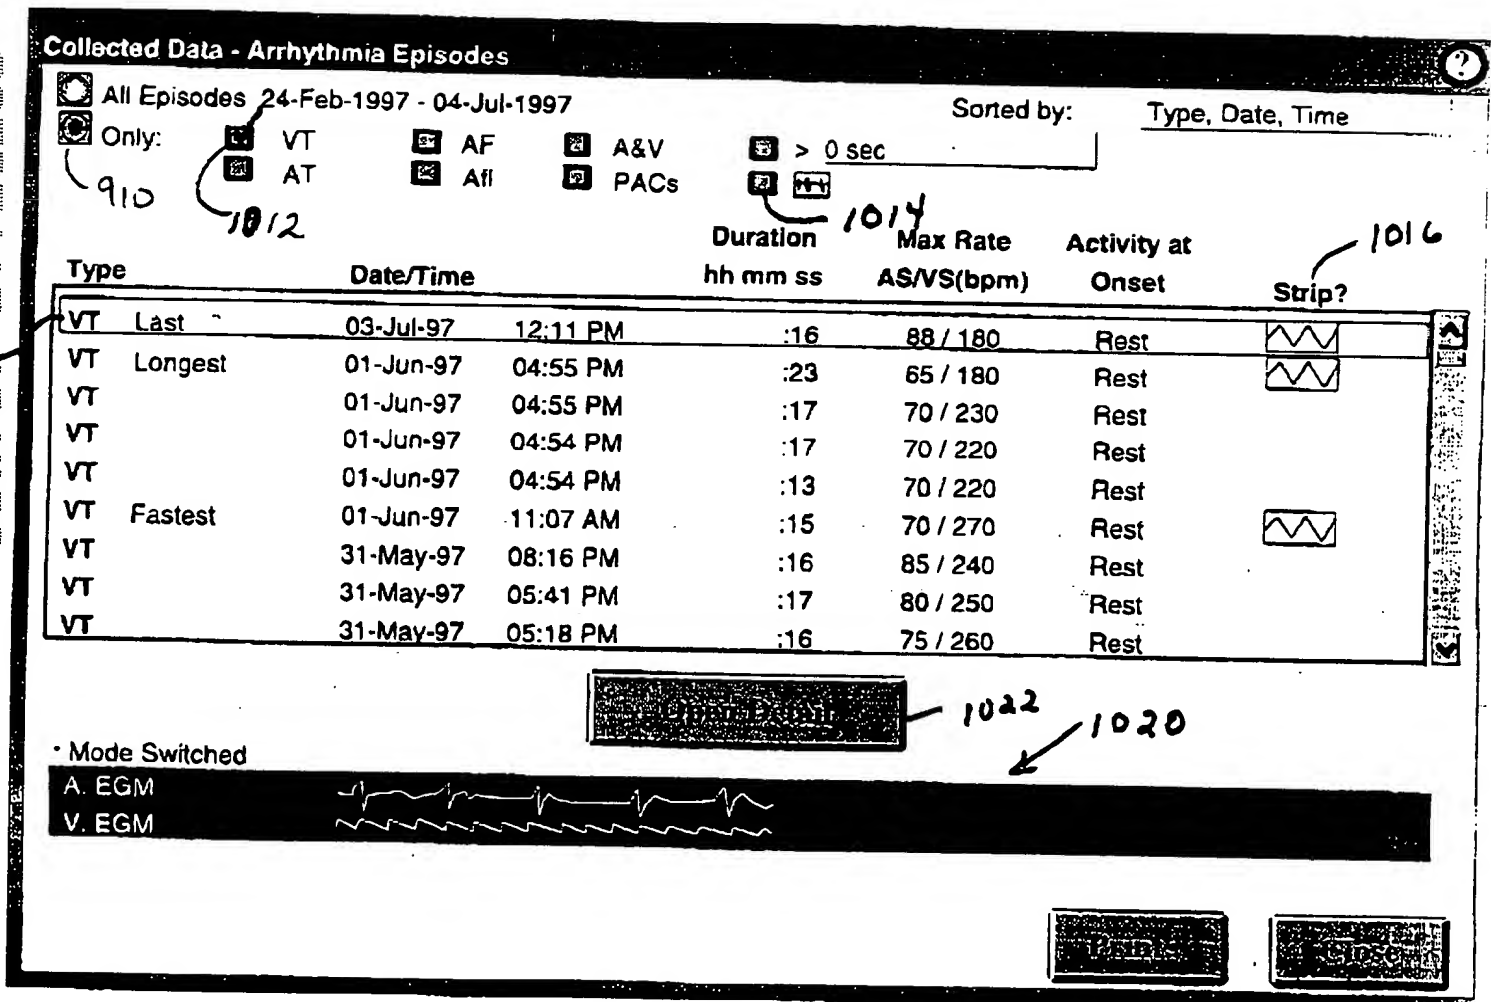 Collected Data - Arrhythmia Episodes
?
All Episodes 24-Feb-1997 - 04-Jul-1997
Sorted by: Type, Date, Time
Only: VT AF A&V > 0 sec
AT Afl PACs
910
1012
1014
1016
Duration Max Rate Activity at
Type Date/Time hh mm ss AS/VS(bpm) Onset Strip?
VT Last 03-Jul-97 12:11 PM :16 88 / 180 Rest
VT Longest 01-Jun-97 04:55 PM :23 65 / 180 Rest
VT 01-Jun-97 04:55 PM :17 70 / 230 Rest
VT 01-Jun-97 04:54 PM :17 70 / 220 Rest
VT 01-Jun-97 04:54 PM :13 70 / 220 Rest
VT Fastest 01-Jun-97 11:07 AM :15 70 / 270 Rest
VT 31-May-97 08:16 PM :16 85 / 240 Rest
VT 31-May-97 05:41 PM :17 80 / 250 Rest
VT 31-May-97 05:18 PM :16 75 / 260 Rest
Open Detail
1022
1020
· Mode Switched
A. EGM
V. EGM
Close